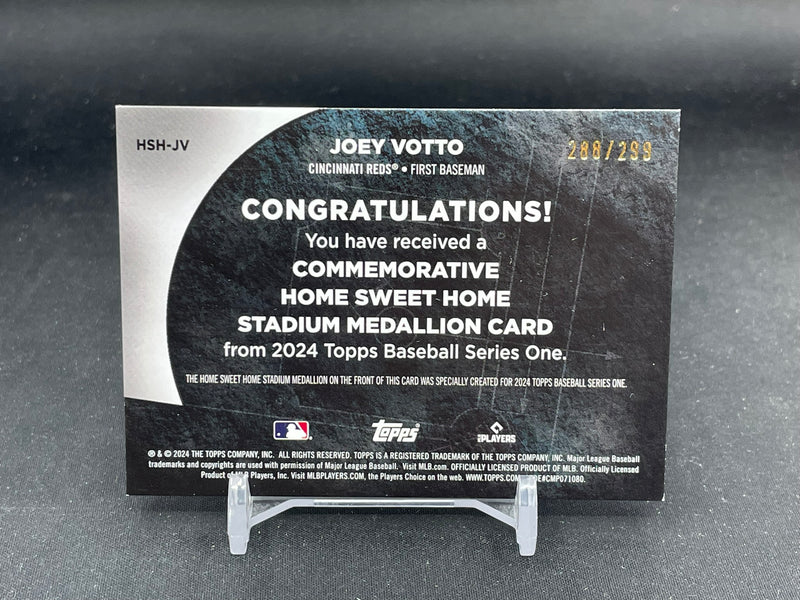 HSH-JV
JOEY VOTTO
288/299
CINCINNATI REDS® • FIRST BASEMAN
CONGRATULATIONS!
You have received a
COMMEMORATIVE
HOME SWEET HOME
STADIUM MEDALLION CARD
from 2024 Topps Baseball Series One.
THE HOME SWEET HOME STADIUM MEDALLION ON THE FRONT OF THIS CARD WAS SPECIALLY CREATED FOR 2024 TOPPS BASEBALL SERIES ONE.
Topps
PLAYERS
® & © 2024 THE TOPPS COMPANY, INC. ALL RIGHTS RESERVED. TOPPS IS A REGISTERED TRADEMARK OF THE TOPPS COMPANY, INC. Major League Baseball
trademarks and copyrights are used with permission of Major League Baseball. Visit MLB.com. OFFICIALLY LICENSED PRODUCT OF MLB. Officially Licensed
Product of MLB Players, Inc. Visit MLBPLAYERS.com, the Players Choice on the web. WWW.TOPPS.COM #CMP071080.